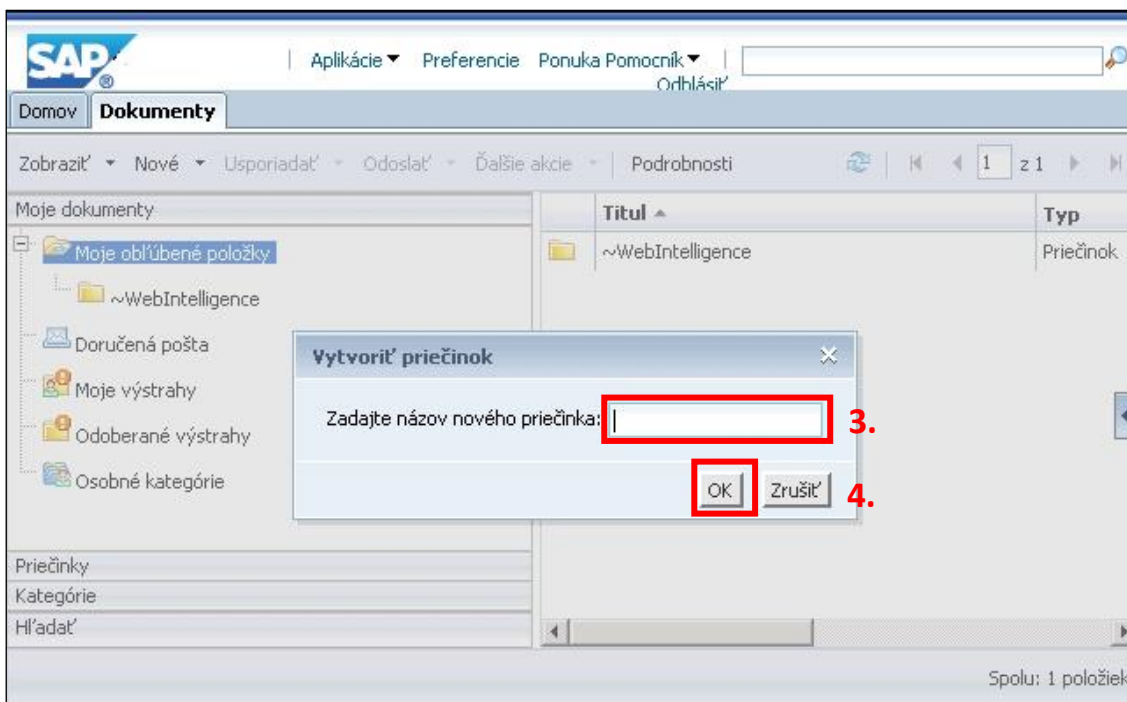 SAP®
Aplikácie Preferencie Ponuka Pomocník
Odhlásiť
Domov Dokumenty
Zobraziť Nové Usporiadať Odoslať Ďalšie akcie Podrobnosti 1 z 1
Moje dokumenty
Titul Typ
Moje obľúbené položky
~WebIntelligence Priečinok
~WebIntelligence
Doručená pošta
Moje výstrahy
Odoberané výstrahy
Osobné kategórie
Vytvoriť priečinok
Zadajte názov nového priečinka: 3.
OK Zrušiť 4.
Priečinky
Kategórie
Hľadať
Spolu: 1 položiek